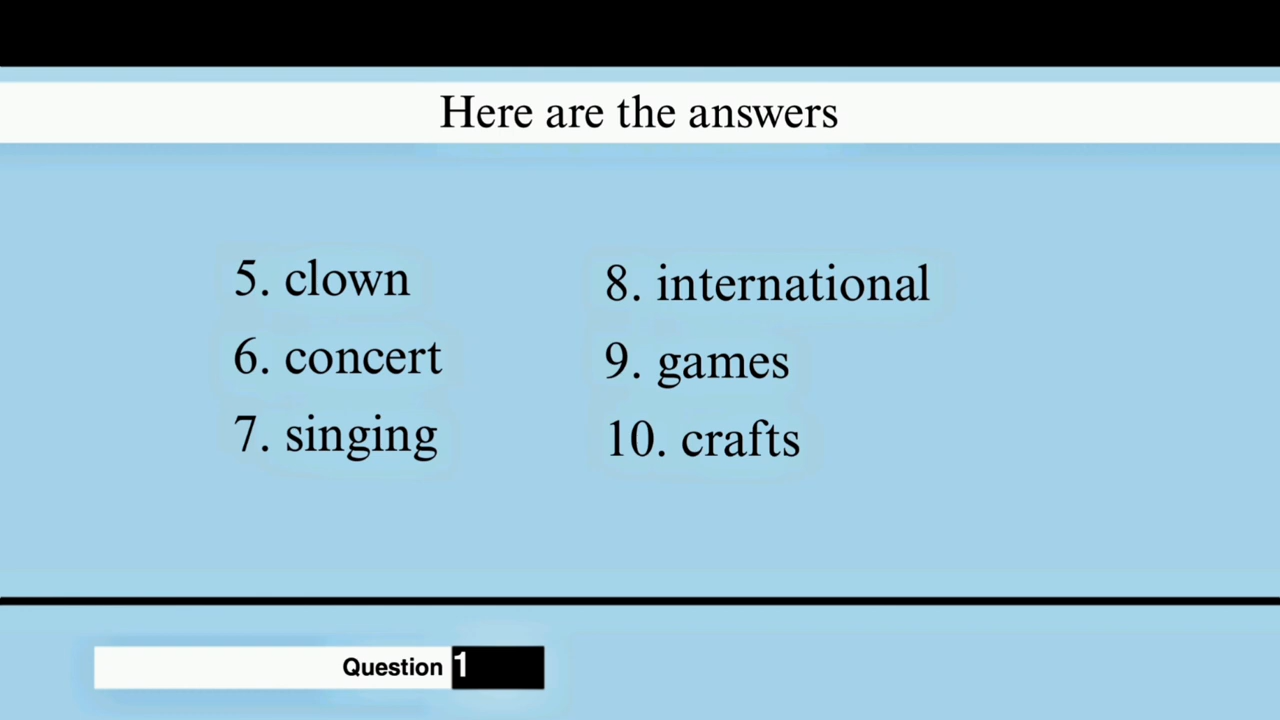 Here are the answers
5. clown
6. concert
7. singing
8. international
9. games
10. crafts
Question 1